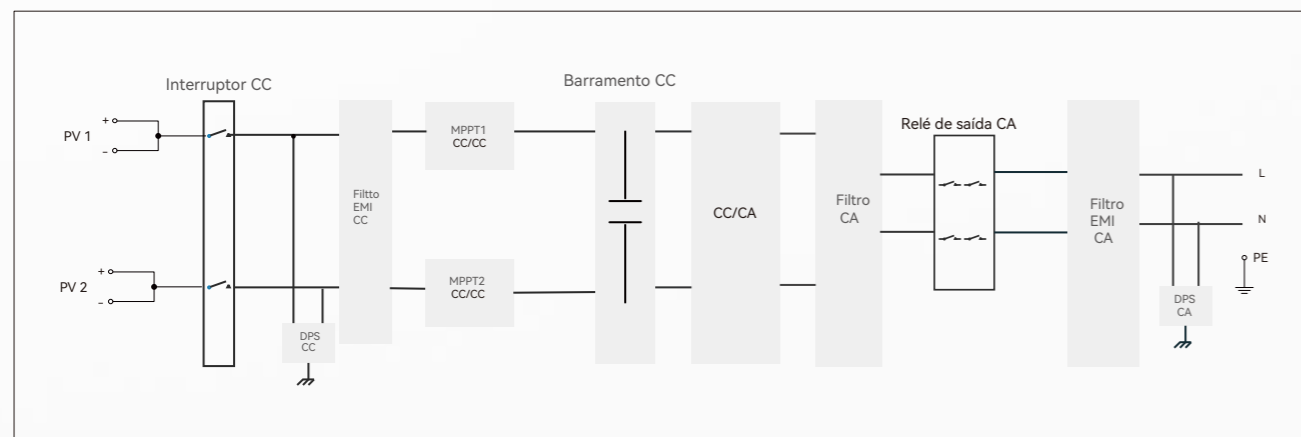 Interruptor CC
Barramento CC
Relé de saída CA
PV 1
+
-
PV 2
+
-
DPS
CC
Filtto
EMI
CC
MPPT1
CC/CC
MPPT2
CC/CC
CC/CA
Filtro
CA
Filtro
EMI
CA
L
N
PE
DPS
CA